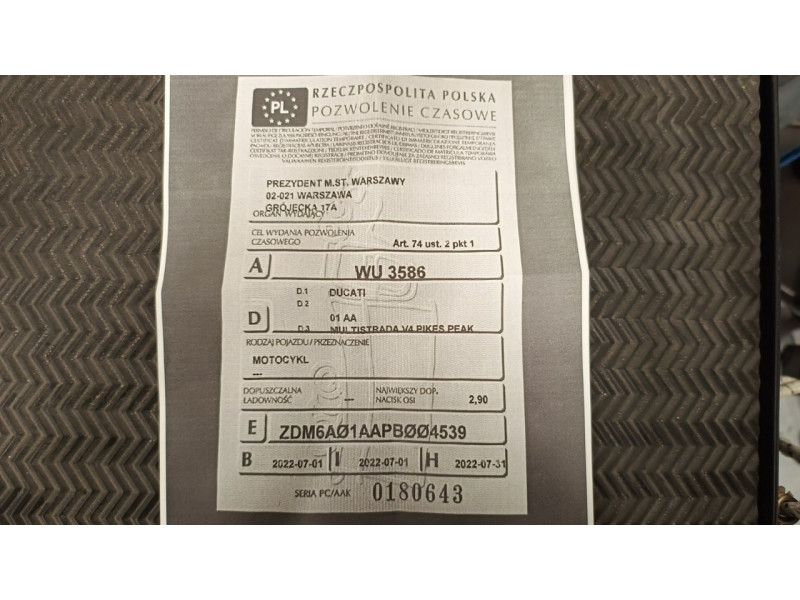 PL
RZECZPOSPOLITA POLSKA
POZWOLENIE CZASOWE
PREZYDENT M.ST. WARSZAWY
02-021 WARSZAWA
GRÓJECKA 17A
ORGAN WYDAJĄCY
CEL WYDANIA POZWOLENIA
CZASOWEGO
Art. 74 ust. 2 pkt 1
A WU 3586
D.1 DUCATI
D 2
D 01 AA
D.3 MULTISTRADA V4 PIKES PEAK
RODZAJ POJAZDU/PRZEZNACZENIE
MOTOCYKL
---
DOPUSZCZALNA NAJWIĘKSZY DOP.
ŁADOWNOŚĆ --- NACISK OSI 2,90
E ZDM6AØ1AAPBØØ4539
B 2022-07-01 I 2022-07-01 H 2022-07-31
SERIA PC/AAK 0180643